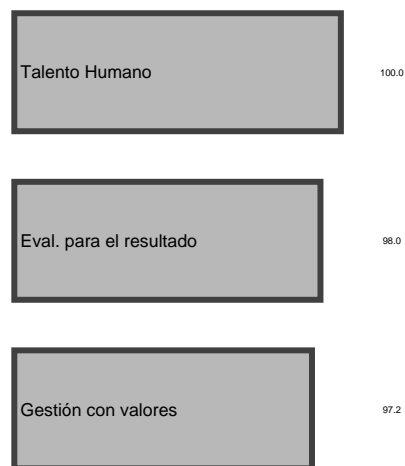 Talento Humano 100.0
Eval. para el resultado 98.0
Gestión con valores 97.2